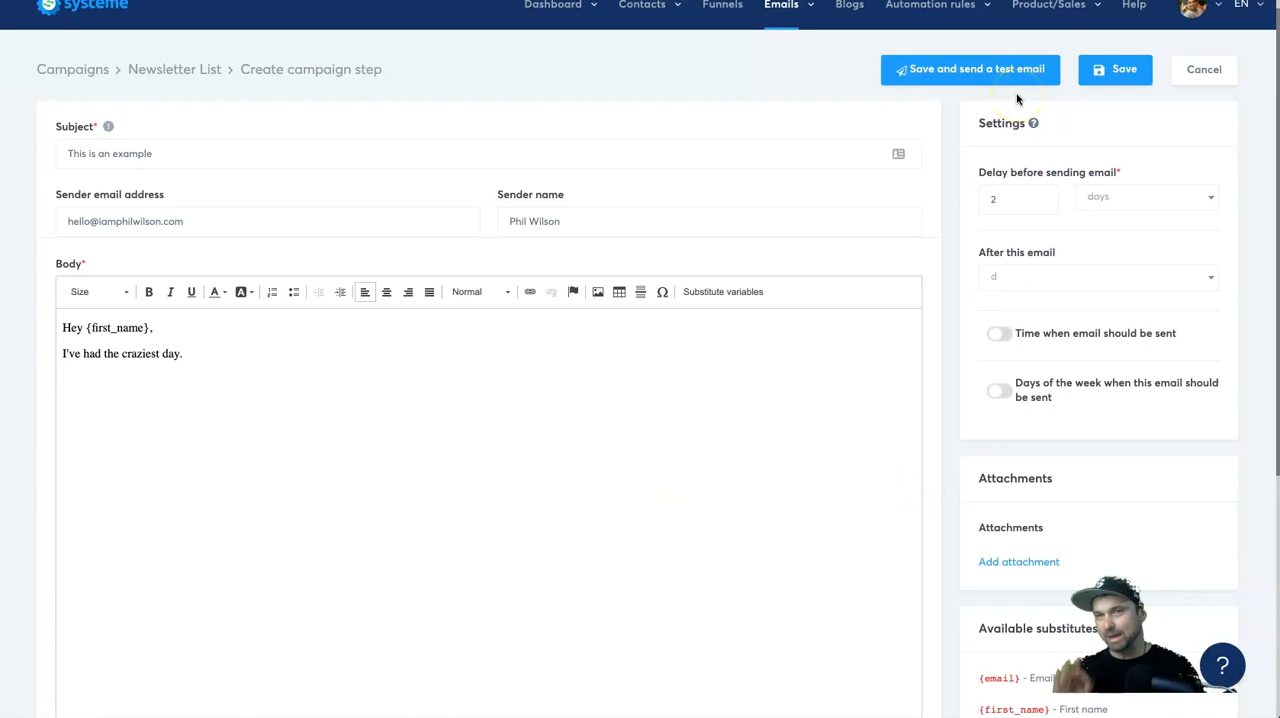 systeme
Dashboard
Contacts
Funnels
Emails
Blogs
Automation rules
Product/Sales
Help
EN
Campaigns > Newsletter List > Create campaign step
Save and send a test email
Save
Cancel
Subject*
This is an example
Sender email address
Sender name
hello@iamphilwilson.com
Phil Wilson
Body*
Size
B I U A A
Normal
Ω
Substitute variables
Hey {first_name},
I've had the craziest day.
Settings ?
Delay before sending email*
2
days
After this email
d
Time when email should be sent
Days of the week when this email should
be sent
Attachments
Attachments
Add attachment
Available substitutes
{email} - Emai
{first_name} - First name
?